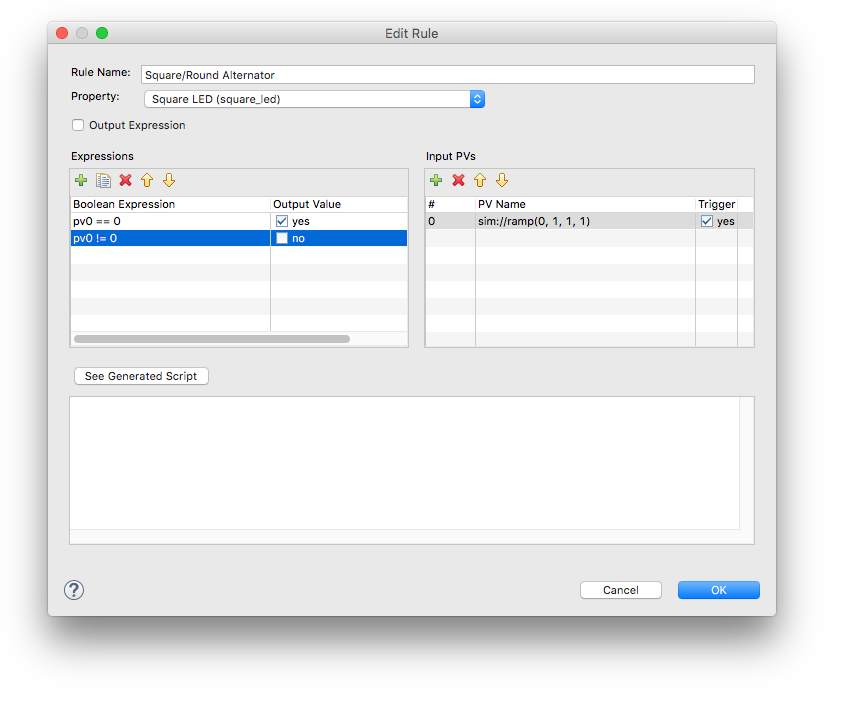 Edit Rule
Rule Name: Square/Round Alternator
Property: Square LED (square_led)
Output Expression
Expressions Input PVs
Boolean Expression Output Value # PV Name Trigger
pv0 == 0 yes 0 sim://ramp(0, 1, 1, 1) yes
pv0 != 0 no
See Generated Script
? Cancel OK